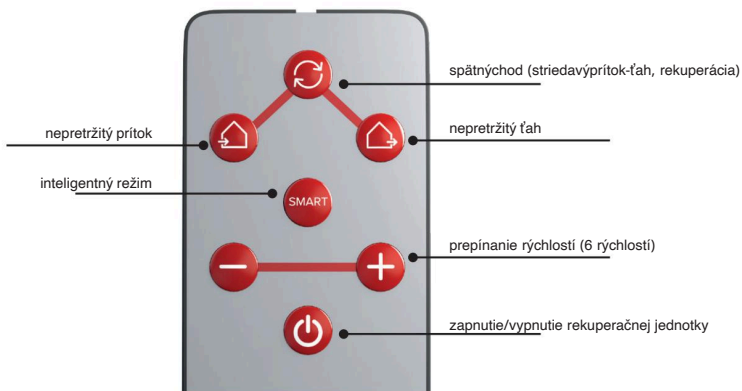 spätnýchod (striedavýprítok-ťah, rekuperácia)
nepretržitý prítok
nepretržitý ťah
inteligentný režim
SMART
prepínanie rýchlostí (6 rýchlostí)
zapnutie/vypnutie rekuperačnej jednotky